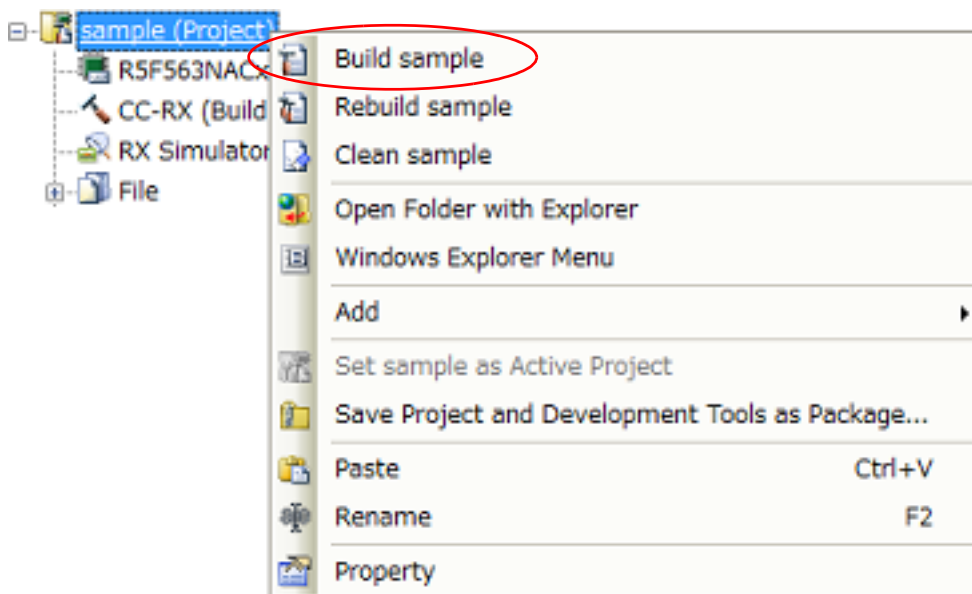 sample (Project)
R5F563NACx
CC-RX (Build
RX Simulator
File
Build sample
Rebuild sample
Clean sample
Open Folder with Explorer
Windows Explorer Menu
Add
Set sample as Active Project
Save Project and Development Tools as Package...
Paste Ctrl+V
Rename F2
Property